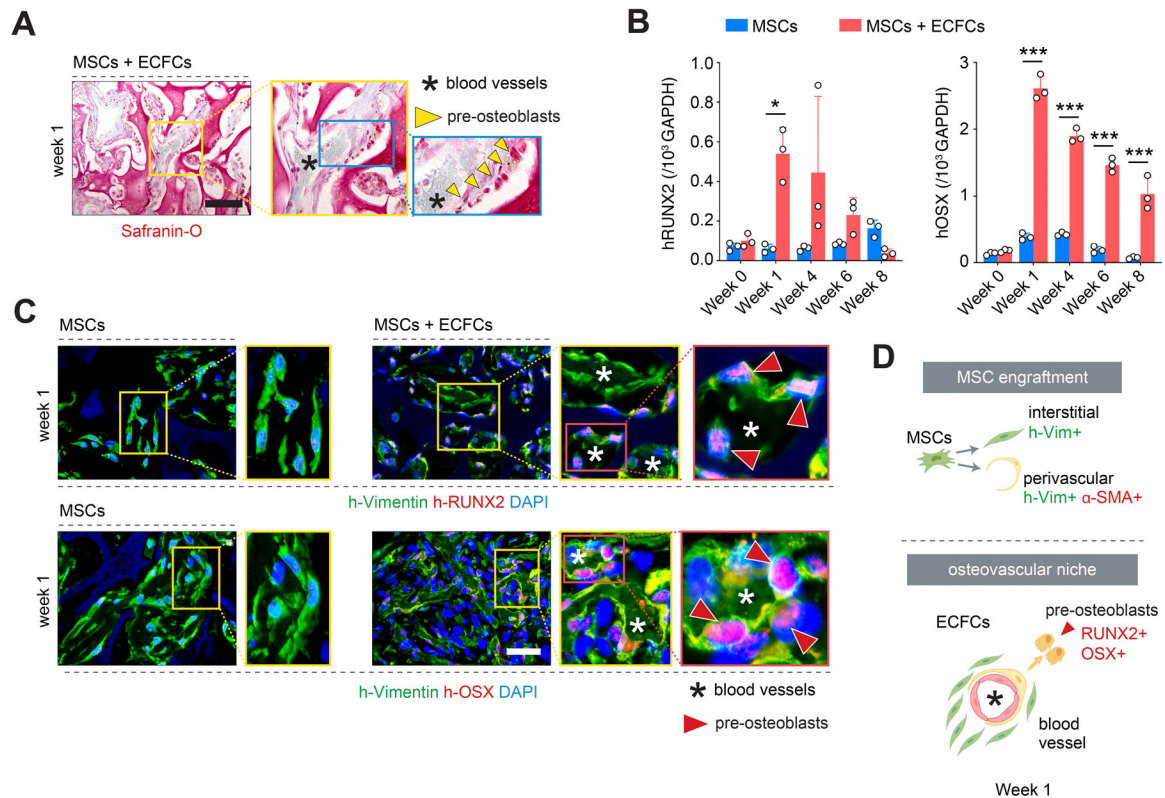 A
MSCs + ECFCs
week 1
Safranin-O
* blood vessels
pre-osteoblasts
B
MSCs
MSCs + ECFCs
hRUNX2 (/10³ GAPDH)
1.0
0.8
0.6
0.4
0.2
0.0
*
Week 0
Week 1
Week 4
Week 6
Week 8
hOSX (/10³ GAPDH)
3
2
1
0
***
***
***
***
Week 0
Week 1
Week 4
Week 6
Week 8
C
MSCs
MSCs + ECFCs
week 1
h-Vimentin h-RUNX2 DAPI
MSCs
week 1
h-Vimentin h-OSX DAPI
* blood vessels
pre-osteoblasts
D
MSC engraftment
MSCs
interstitial
h-Vim+
perivascular
h-Vim+ α-SMA+
osteovascular niche
ECFCs
pre-osteoblasts
RUNX2+
OSX+
*
blood
vessel
Week 1